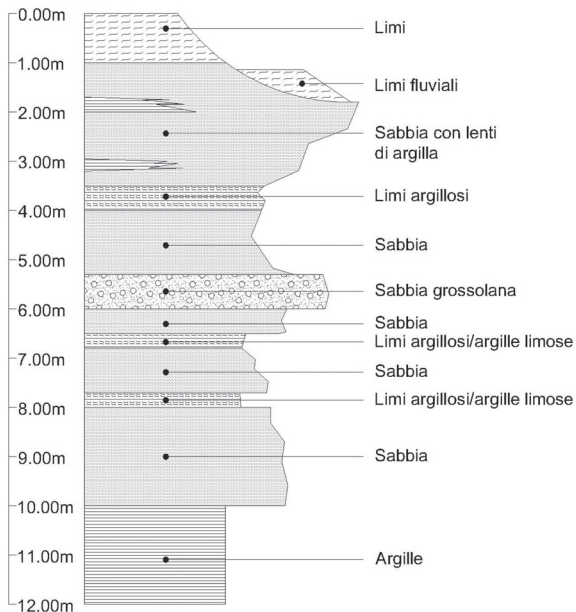 0.00m
Limi
1.00m
Limi fluviali
2.00m
Sabbia con lenti
di argilla
3.00m
Limi argillosi
4.00m
Sabbia
5.00m
Sabbia grossolana
6.00m
Sabbia
Limi argillosi/argille limose
7.00m
Sabbia
Limi argillosi/argille limose
8.00m
9.00m
Sabbia
10.00m
11.00m
Argille
12.00m